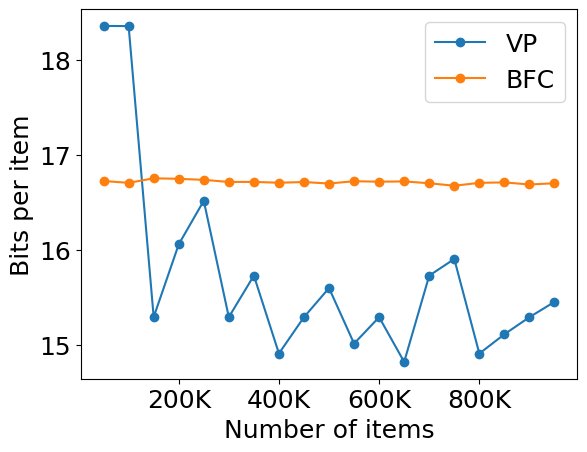 Bits per item
18
17
16
15
VP
BFC
200K 400K 600K 800K
Number of items